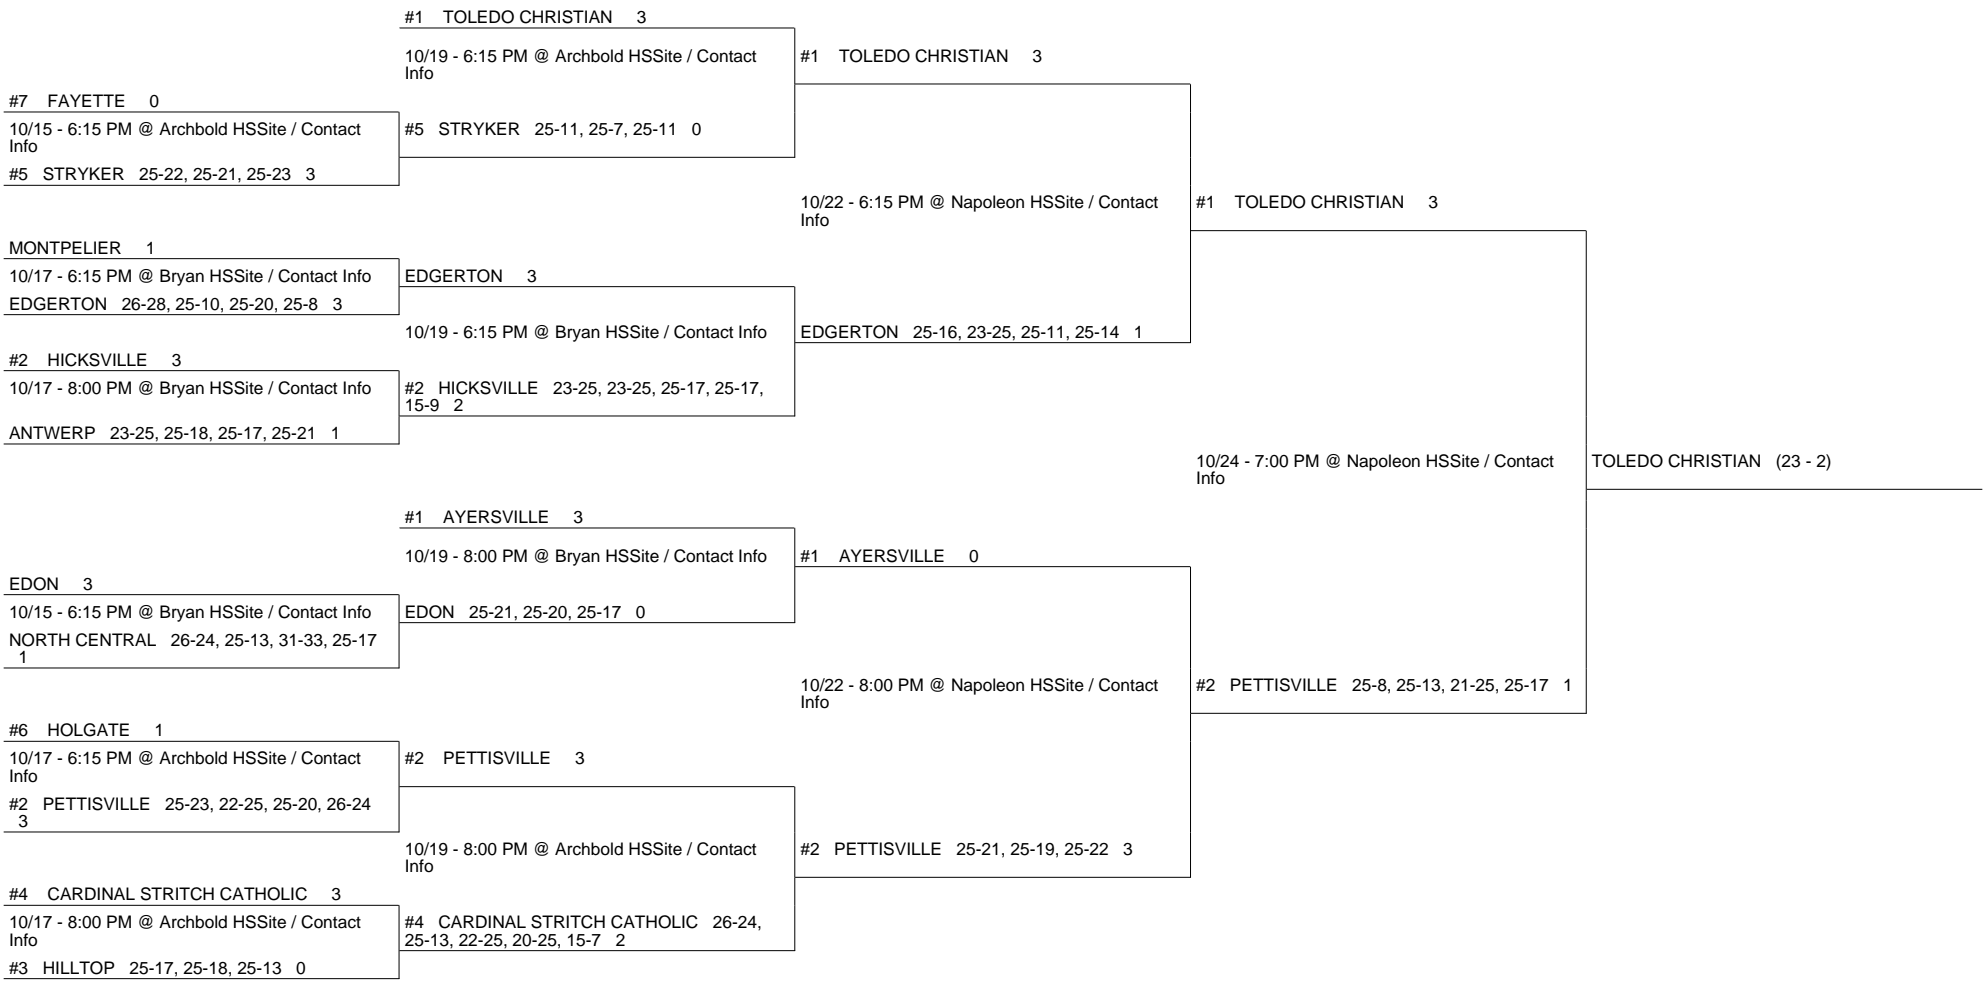 #1 TOLEDO CHRISTIAN 3
10/19 - 6:15 PM @ Archbold HSSite / Contact
Info
#1 TOLEDO CHRISTIAN 3
#7 FAYETTE 0
10/15 - 6:15 PM @ Archbold HSSite / Contact
Info
#5 STRYKER 25-11, 25-7, 25-11 0
#5 STRYKER 25-22, 25-21, 25-23 3
10/22 - 6:15 PM @ Napoleon HSSite / Contact
Info
#1 TOLEDO CHRISTIAN 3
MONTPELIER 1
10/17 - 6:15 PM @ Bryan HSSite / Contact Info
EDGERTON 3
EDGERTON 26-28, 25-10, 25-20, 25-8 3
10/19 - 6:15 PM @ Bryan HSSite / Contact Info
EDGERTON 25-16, 23-25, 25-11, 25-14 1
#2 HICKSVILLE 3
10/17 - 8:00 PM @ Bryan HSSite / Contact Info
#2 HICKSVILLE 23-25, 23-25, 25-17, 25-17,
15-9 2
ANTWERP 23-25, 25-18, 25-17, 25-21 1
10/24 - 7:00 PM @ Napoleon HSSite / Contact
Info
TOLEDO CHRISTIAN (23 - 2)
#1 AYERSVILLE 3
10/19 - 8:00 PM @ Bryan HSSite / Contact Info
#1 AYERSVILLE 0
EDON 3
10/15 - 6:15 PM @ Bryan HSSite / Contact Info
EDON 25-21, 25-20, 25-17 0
NORTH CENTRAL 26-24, 25-13, 31-33, 25-17
1
10/22 - 8:00 PM @ Napoleon HSSite / Contact
Info
#2 PETTISVILLE 25-8, 25-13, 21-25, 25-17 1
#6 HOLGATE 1
10/17 - 6:15 PM @ Archbold HSSite / Contact
Info
#2 PETTISVILLE 3
#2 PETTISVILLE 25-23, 22-25, 25-20, 26-24
3
10/19 - 8:00 PM @ Archbold HSSite / Contact
Info
#2 PETTISVILLE 25-21, 25-19, 25-22 3
#4 CARDINAL STRITCH CATHOLIC 3
10/17 - 8:00 PM @ Archbold HSSite / Contact
Info
#4 CARDINAL STRITCH CATHOLIC 26-24,
25-13, 22-25, 20-25, 15-7 2
#3 HILLTOP 25-17, 25-18, 25-13 0